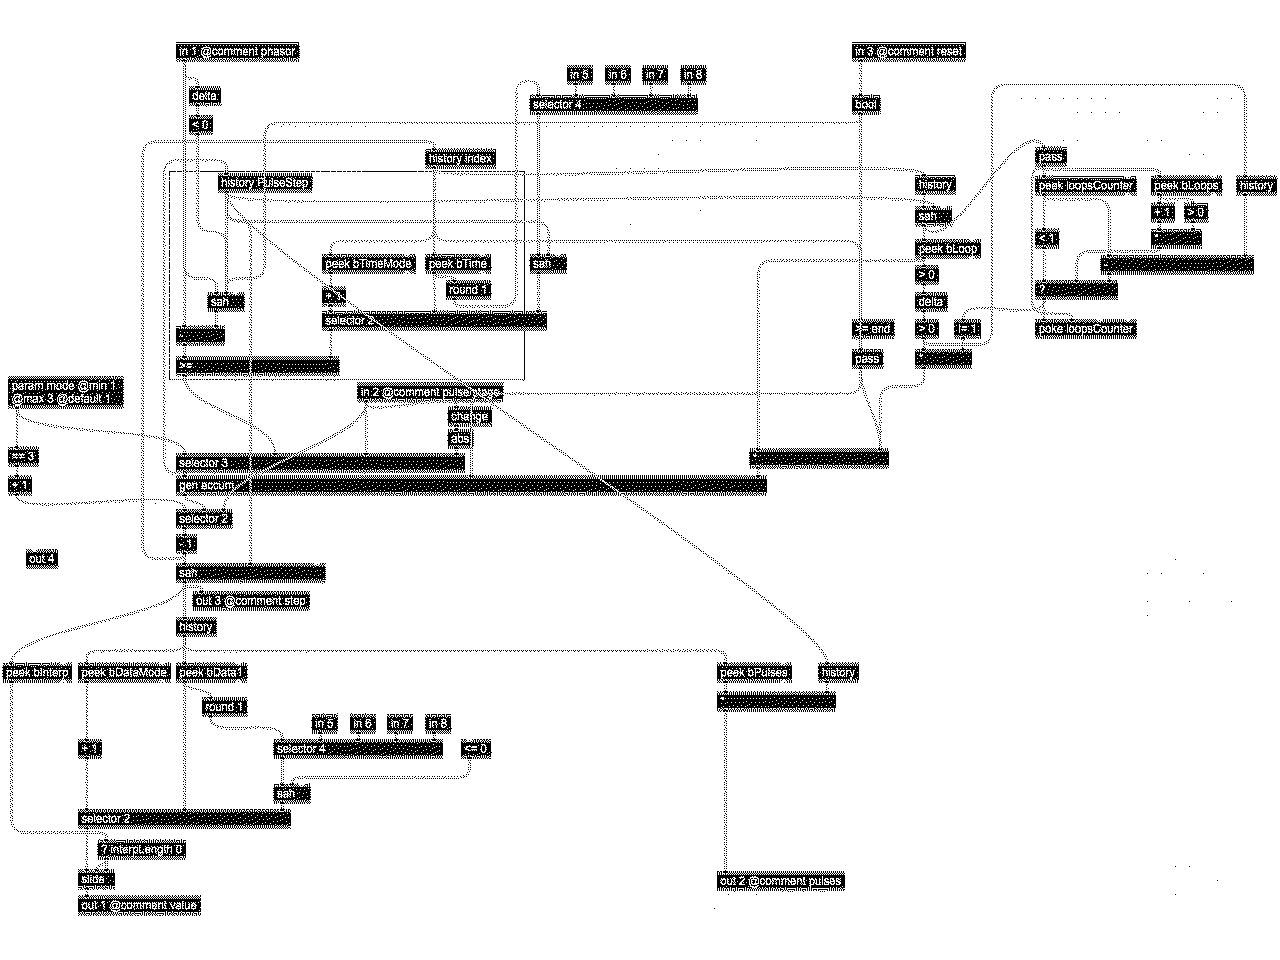 in 1 @comment phasor
in 3 @comment reset
in 5
in 6
in 7
in 8
delta
selector 4
bool
< 0
history index
pass
history PulseStep
history
peek loopsCounter
peek bLoops
history
sah
+ 1
> 0
< 1
*
peek bLoop
peek bTimeMode
peek bTime
sah
> 0
round 1
?
+ 1
sah
delta
selector 2
>= end
> 0
!= 1
poke loopsCounter
>=
pass
*
param mode @min 1
@max 3 @default 1
in 2 @comment pulse/stage
change
abs
== 3
selector 3
*
+ 1
gen accum
selector 2
- 1
out 4
sah
out 3 @comment step
history
peek bInterp
peek bDataMode
peek bData1
peek bPulses
history
*
round 1
in 5
in 6
in 7
in 8
+ 1
selector 4
<= 0
sah
selector 2
? interpLength 0
slide
out 2 @comment pulses
out 1 @comment value